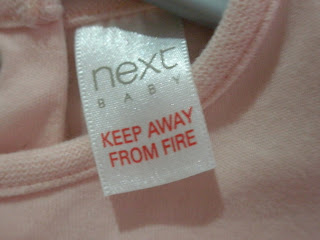 next
BABY
KEEP AWAY
FROM FIRE